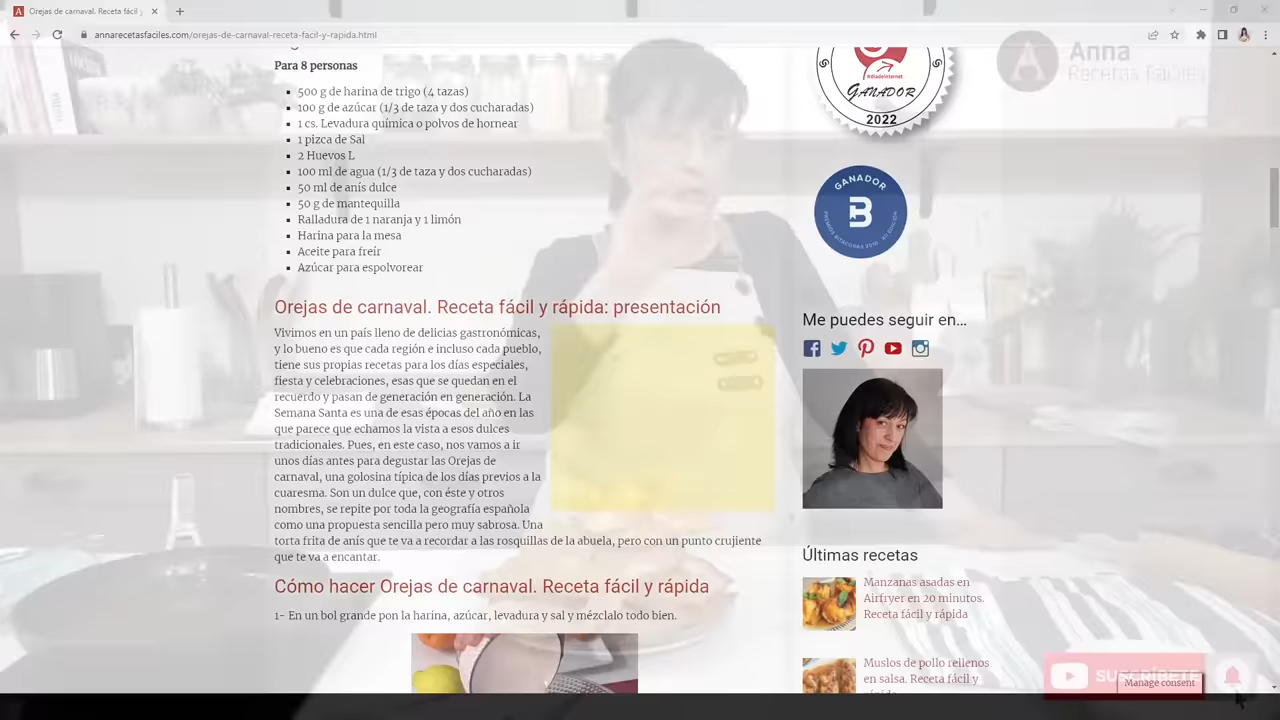 Orejas de carnaval. Receta fácil y
annarecetasfaciles.com/orejas-de-carnaval-receta-facil-y-rapida.html
Anna
Recetas Fáciles
Para 8 personas
500 g de harina de trigo (4 tazas)
100 g de azúcar (1/3 de taza y dos cucharadas)
1 cs. Levadura química o polvos de hornear
1 pizca de Sal
2 Huevos L
100 ml de agua (1/3 de taza y dos cucharadas)
50 ml de anís dulce
50 g de mantequilla
Ralladura de 1 naranja y 1 limón
Harina para la mesa
Aceite para freír
Azúcar para espolvorear
Orejas de carnaval. Receta fácil y rápida: presentación
Vivimos en un país lleno de delicias gastronómicas,
y lo bueno es que cada región e incluso cada pueblo,
tiene sus propias recetas para los días especiales,
fiesta y celebraciones, esas que se quedan en el
recuerdo y pasan de generación en generación. La
Semana Santa es una de esas épocas del año en las
que parece que echamos la vista a esos dulces
tradicionales. Pues, en este caso, nos vamos a ir
unos días antes para degustar las Orejas de
carnaval, una golosina típica de los días previos a la
cuaresma. Son un dulce que, con éste y otros
nombres, se repite por toda la geografía española
como una propuesta sencilla pero muy sabrosa. Una
torta frita de anís que te va a recordar a las rosquillas de la abuela, pero con un punto crujiente
que te va a encantar.
Cómo hacer Orejas de carnaval. Receta fácil y rápida
1- En un bol grande pon la harina, azúcar, levadura y sal y mézclalo todo bien.
#diadeinternet
GANADOR
2022
GANADOR
B
Me puedes seguir en...
Últimas recetas
Manzanas asadas en
Airfryer en 20 minutos.
Receta fácil y rápida
Muslos de pollo rellenos
en salsa. Receta fácil y
SUSCRÍBETE
Manage consent